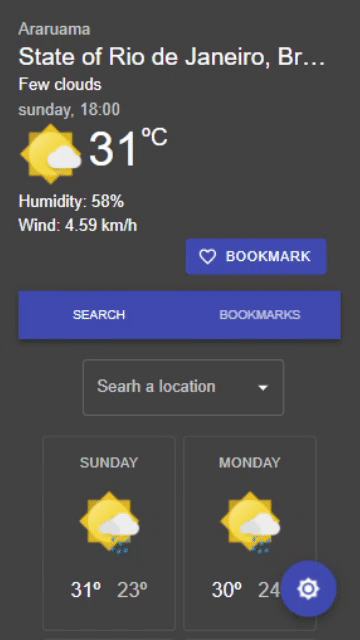 Araruama
State of Rio de Janeiro, Br...
Few clouds
sunday, 18:00
31ºC
Humidity: 58%
Wind: 4.59 km/h
BOOKMARK
SEARCH BOOKMARKS
Searh a location
SUNDAY MONDAY
31º 23º 30º 24